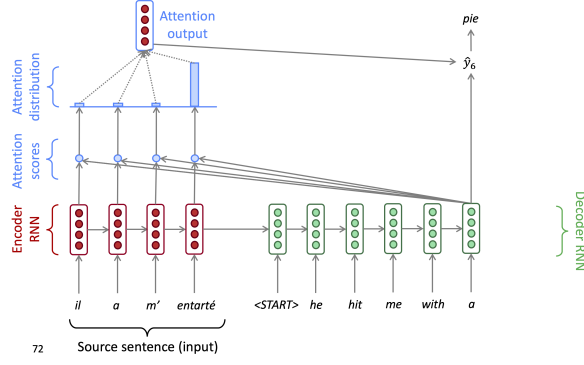 Attention
output
pie
ŷ6
Attention
distribution
Attention
scores
Encoder
RNN
Decoder RNN
il a m’ entarté <START> he hit me with a
Source sentence (input)
72